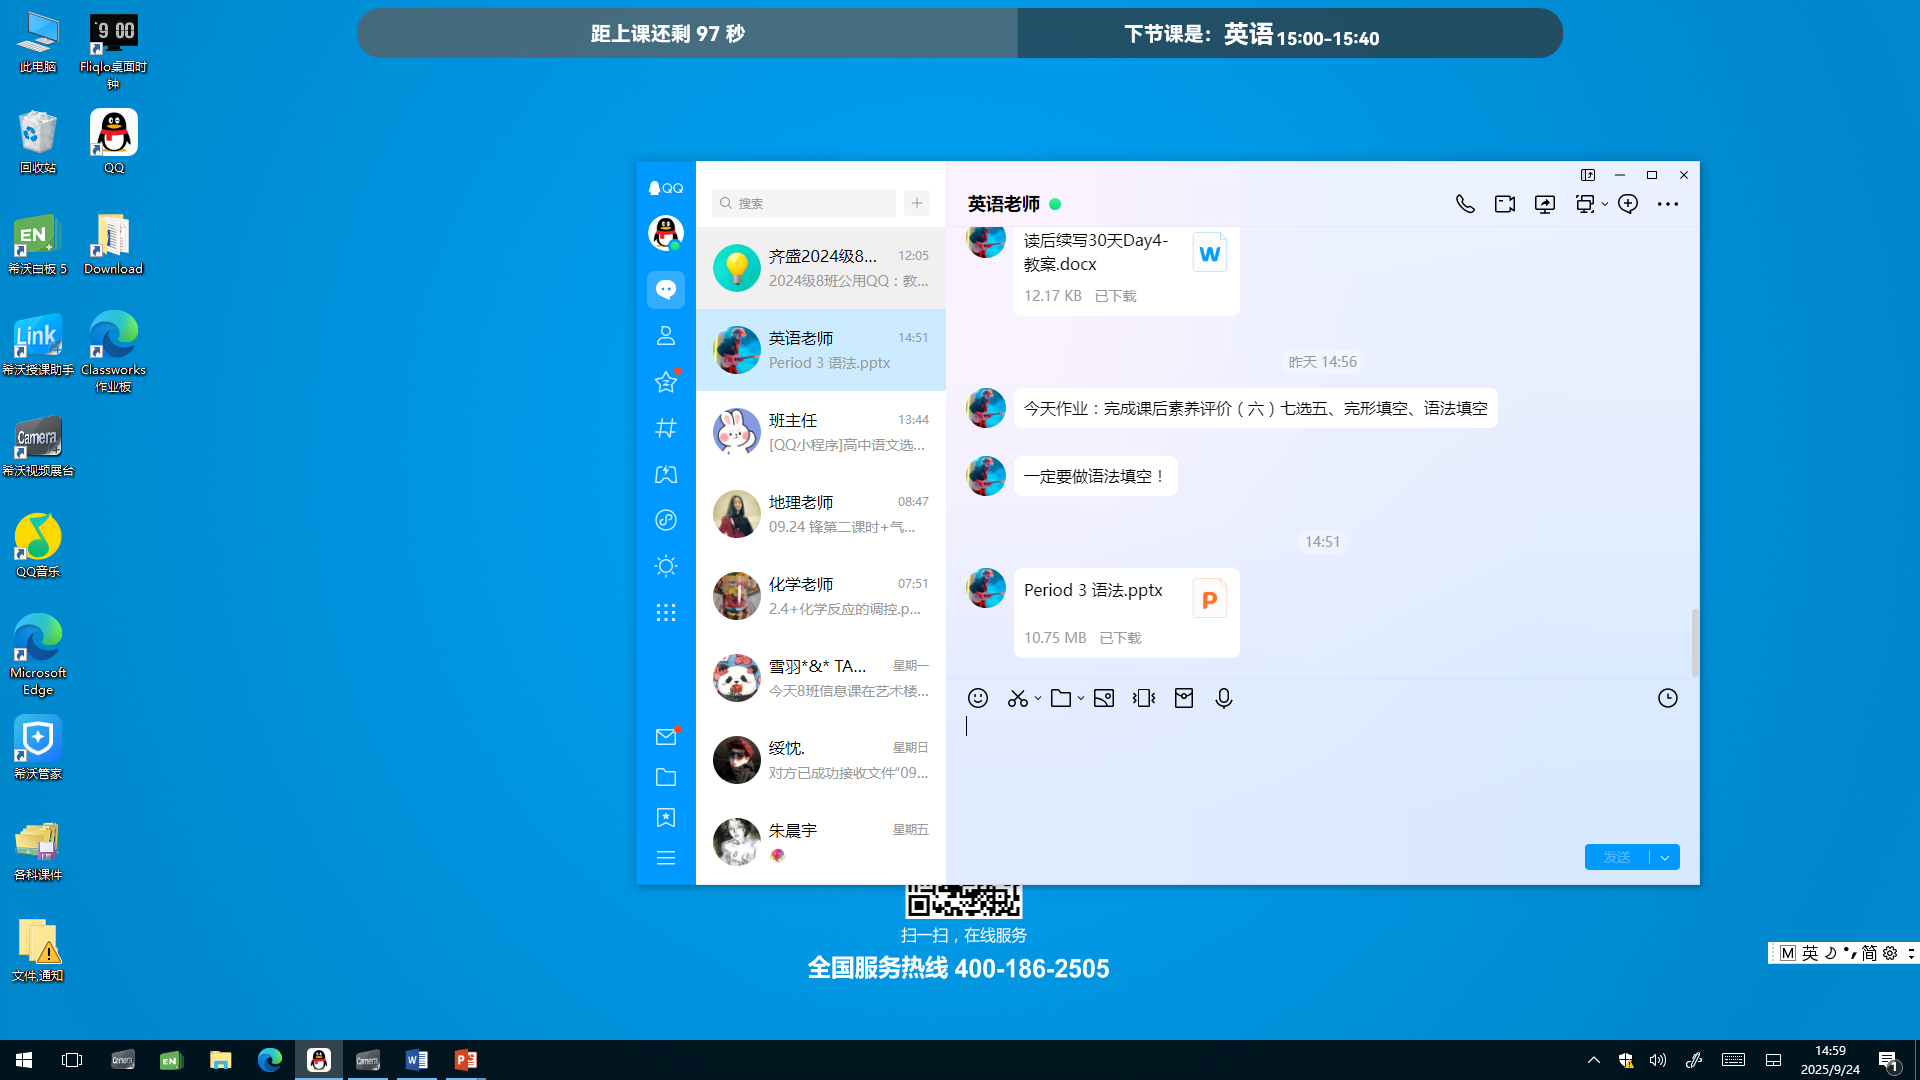 距上课还剩 97 秒
下节课是： 英语 15:00-15:40
此电脑
Fliqlo桌面时钟
回收站
QQ
EN
希沃白板 5
Download
Link
希沃授课助手
Classworks
作业板
Camera
希沃视频展台
QQ音乐
Microsoft
Edge
希沃管家
各科课件
文件,通知
QQ
搜索
齐盛2024级8... 12:05
2024级8班公用QQ：教...
英语老师 14:51
Period 3 语法.pptx
班主任 13:44
[QQ小程序]高中语文选...
地理老师 08:47
09.24 锋第二课时+气...
化学老师 07:51
2.4+化学反应的调控.p...
雪羽*&* TA... 星期一
今天8班信息课在艺术楼...
绥忱. 星期日
对方已成功接收文件“09...
朱晨宇 星期五
英语老师
读后续写30天Day4-
教案.docx
W
12.17 KB 已下载
昨天 14:56
今天作业：完成课后素养评价（六）七选五、完形填空、语法填空
一定要做语法填空！
14:51
Period 3 语法.pptx
P
10.75 MB 已下载
发送
扫一扫，在线服务
全国服务热线 400-186-2505
M 英 简
14:59
2025/9/24
1